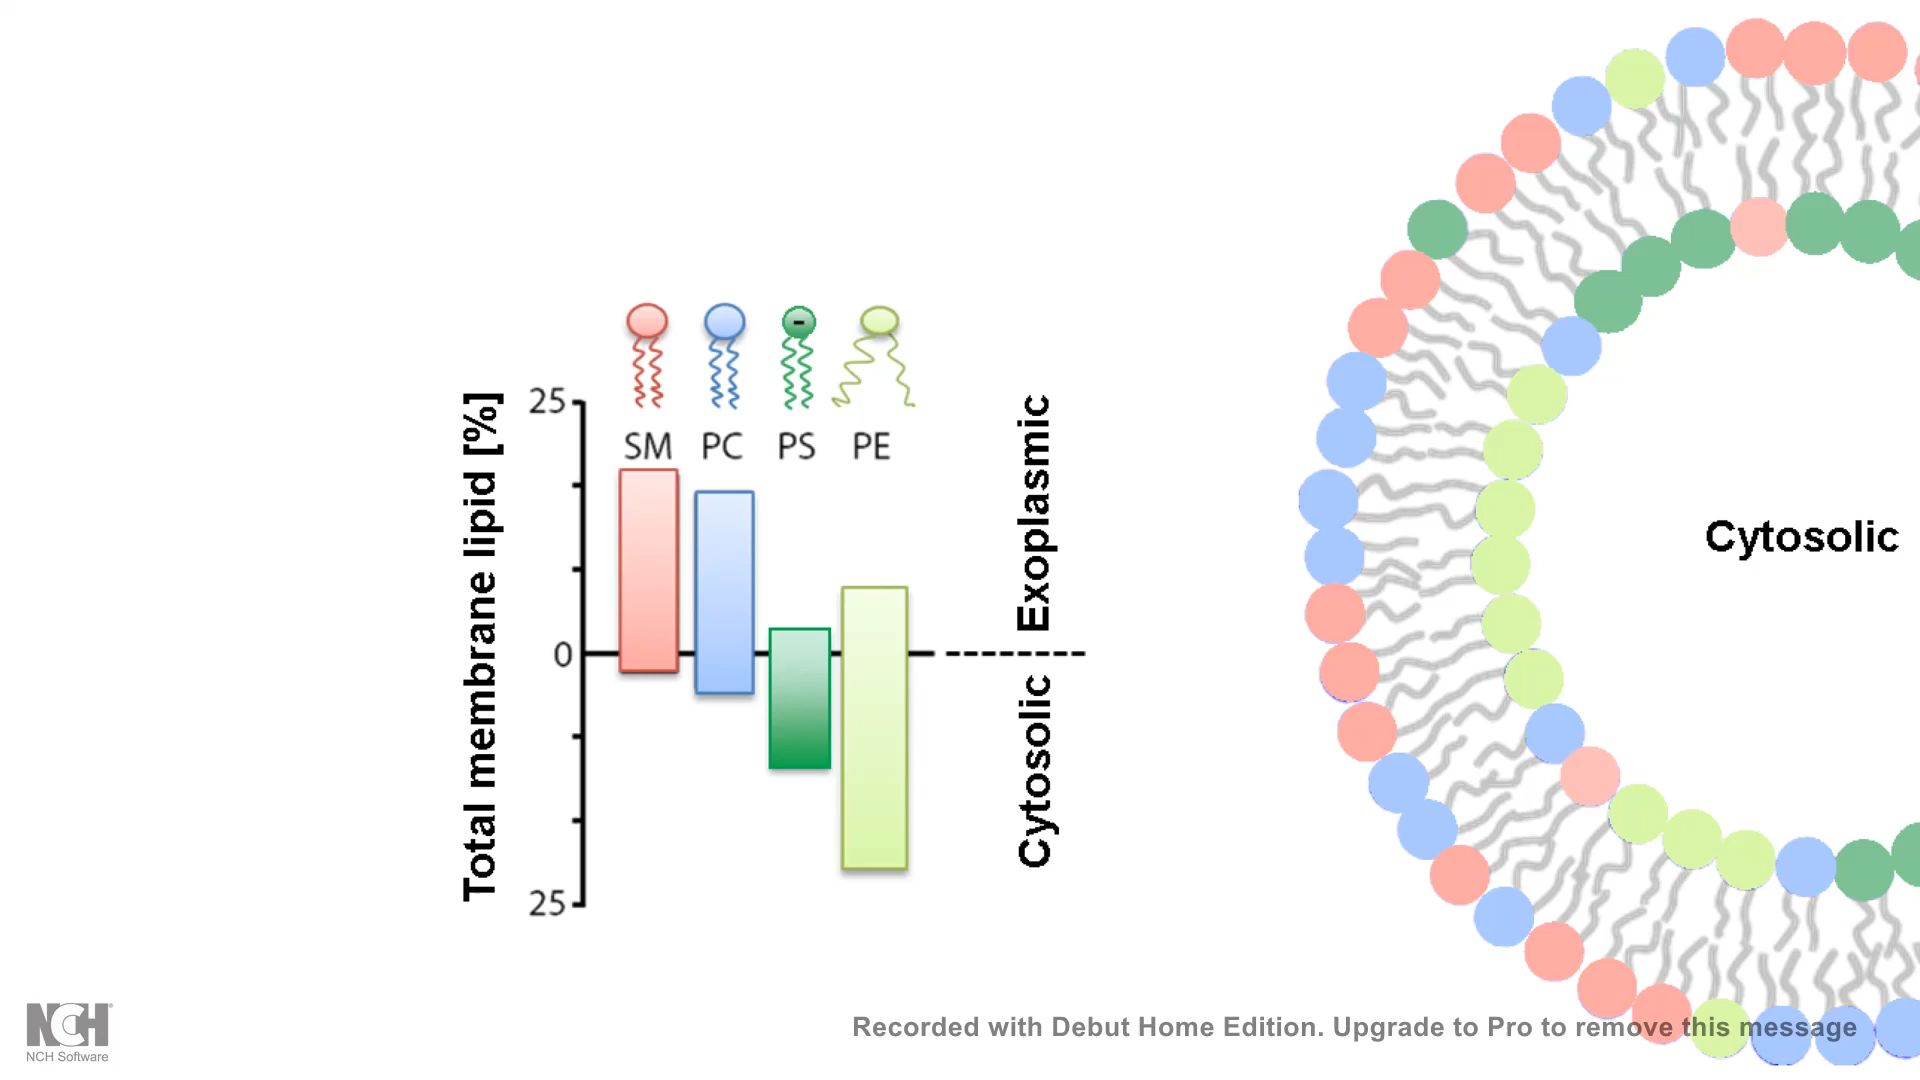 25
SM PC PS PE
Total membrane lipid [%]
Exoplasmic
0
Cytosolic
25
Cytosolic
-
NCH
NCH Software
Recorded with Debut Home Edition. Upgrade to Pro to remove this message